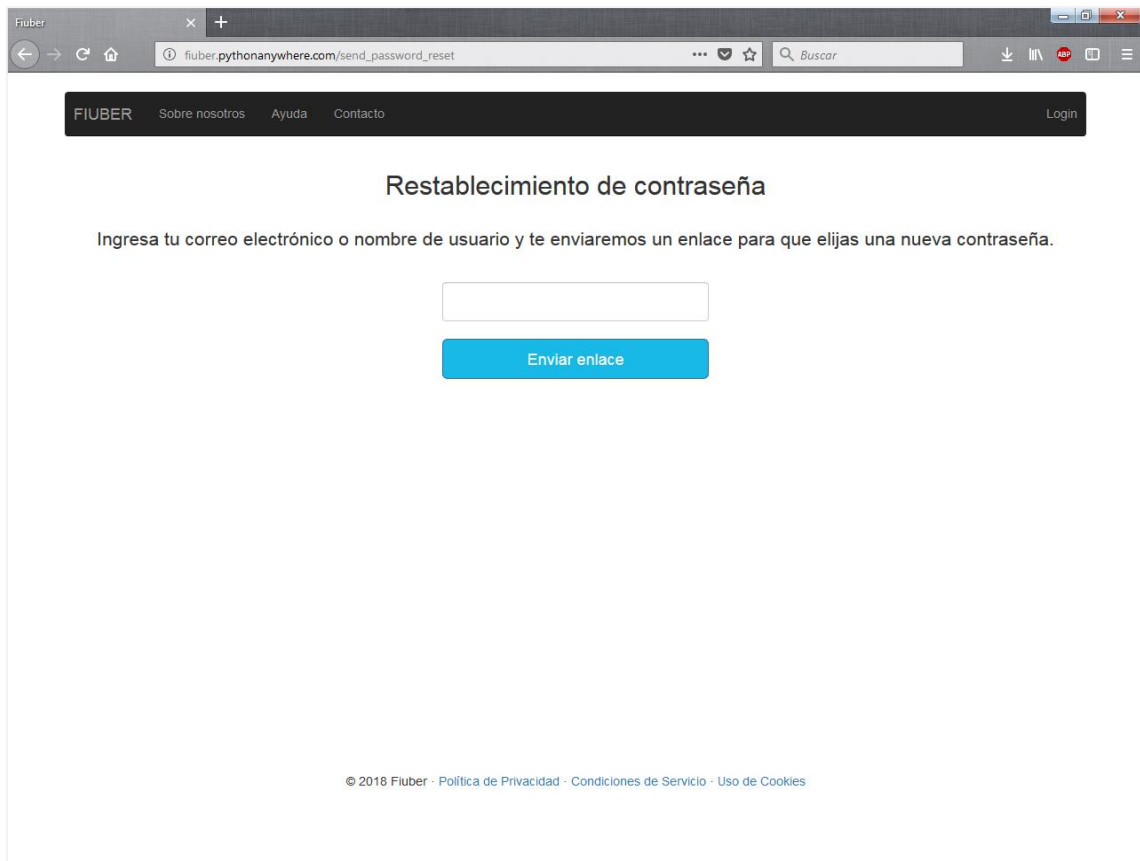 Fiuber
fiuber.pythonanywhere.com/send_password_reset
Buscar
ABP
FIUBER Sobre nosotros Ayuda Contacto Login
Restablecimiento de contraseña
Ingresa tu correo electrónico o nombre de usuario y te enviaremos un enlace para que elijas una nueva contraseña.
Enviar enlace
© 2018 Fiuber · Política de Privacidad · Condiciones de Servicio · Uso de Cookies